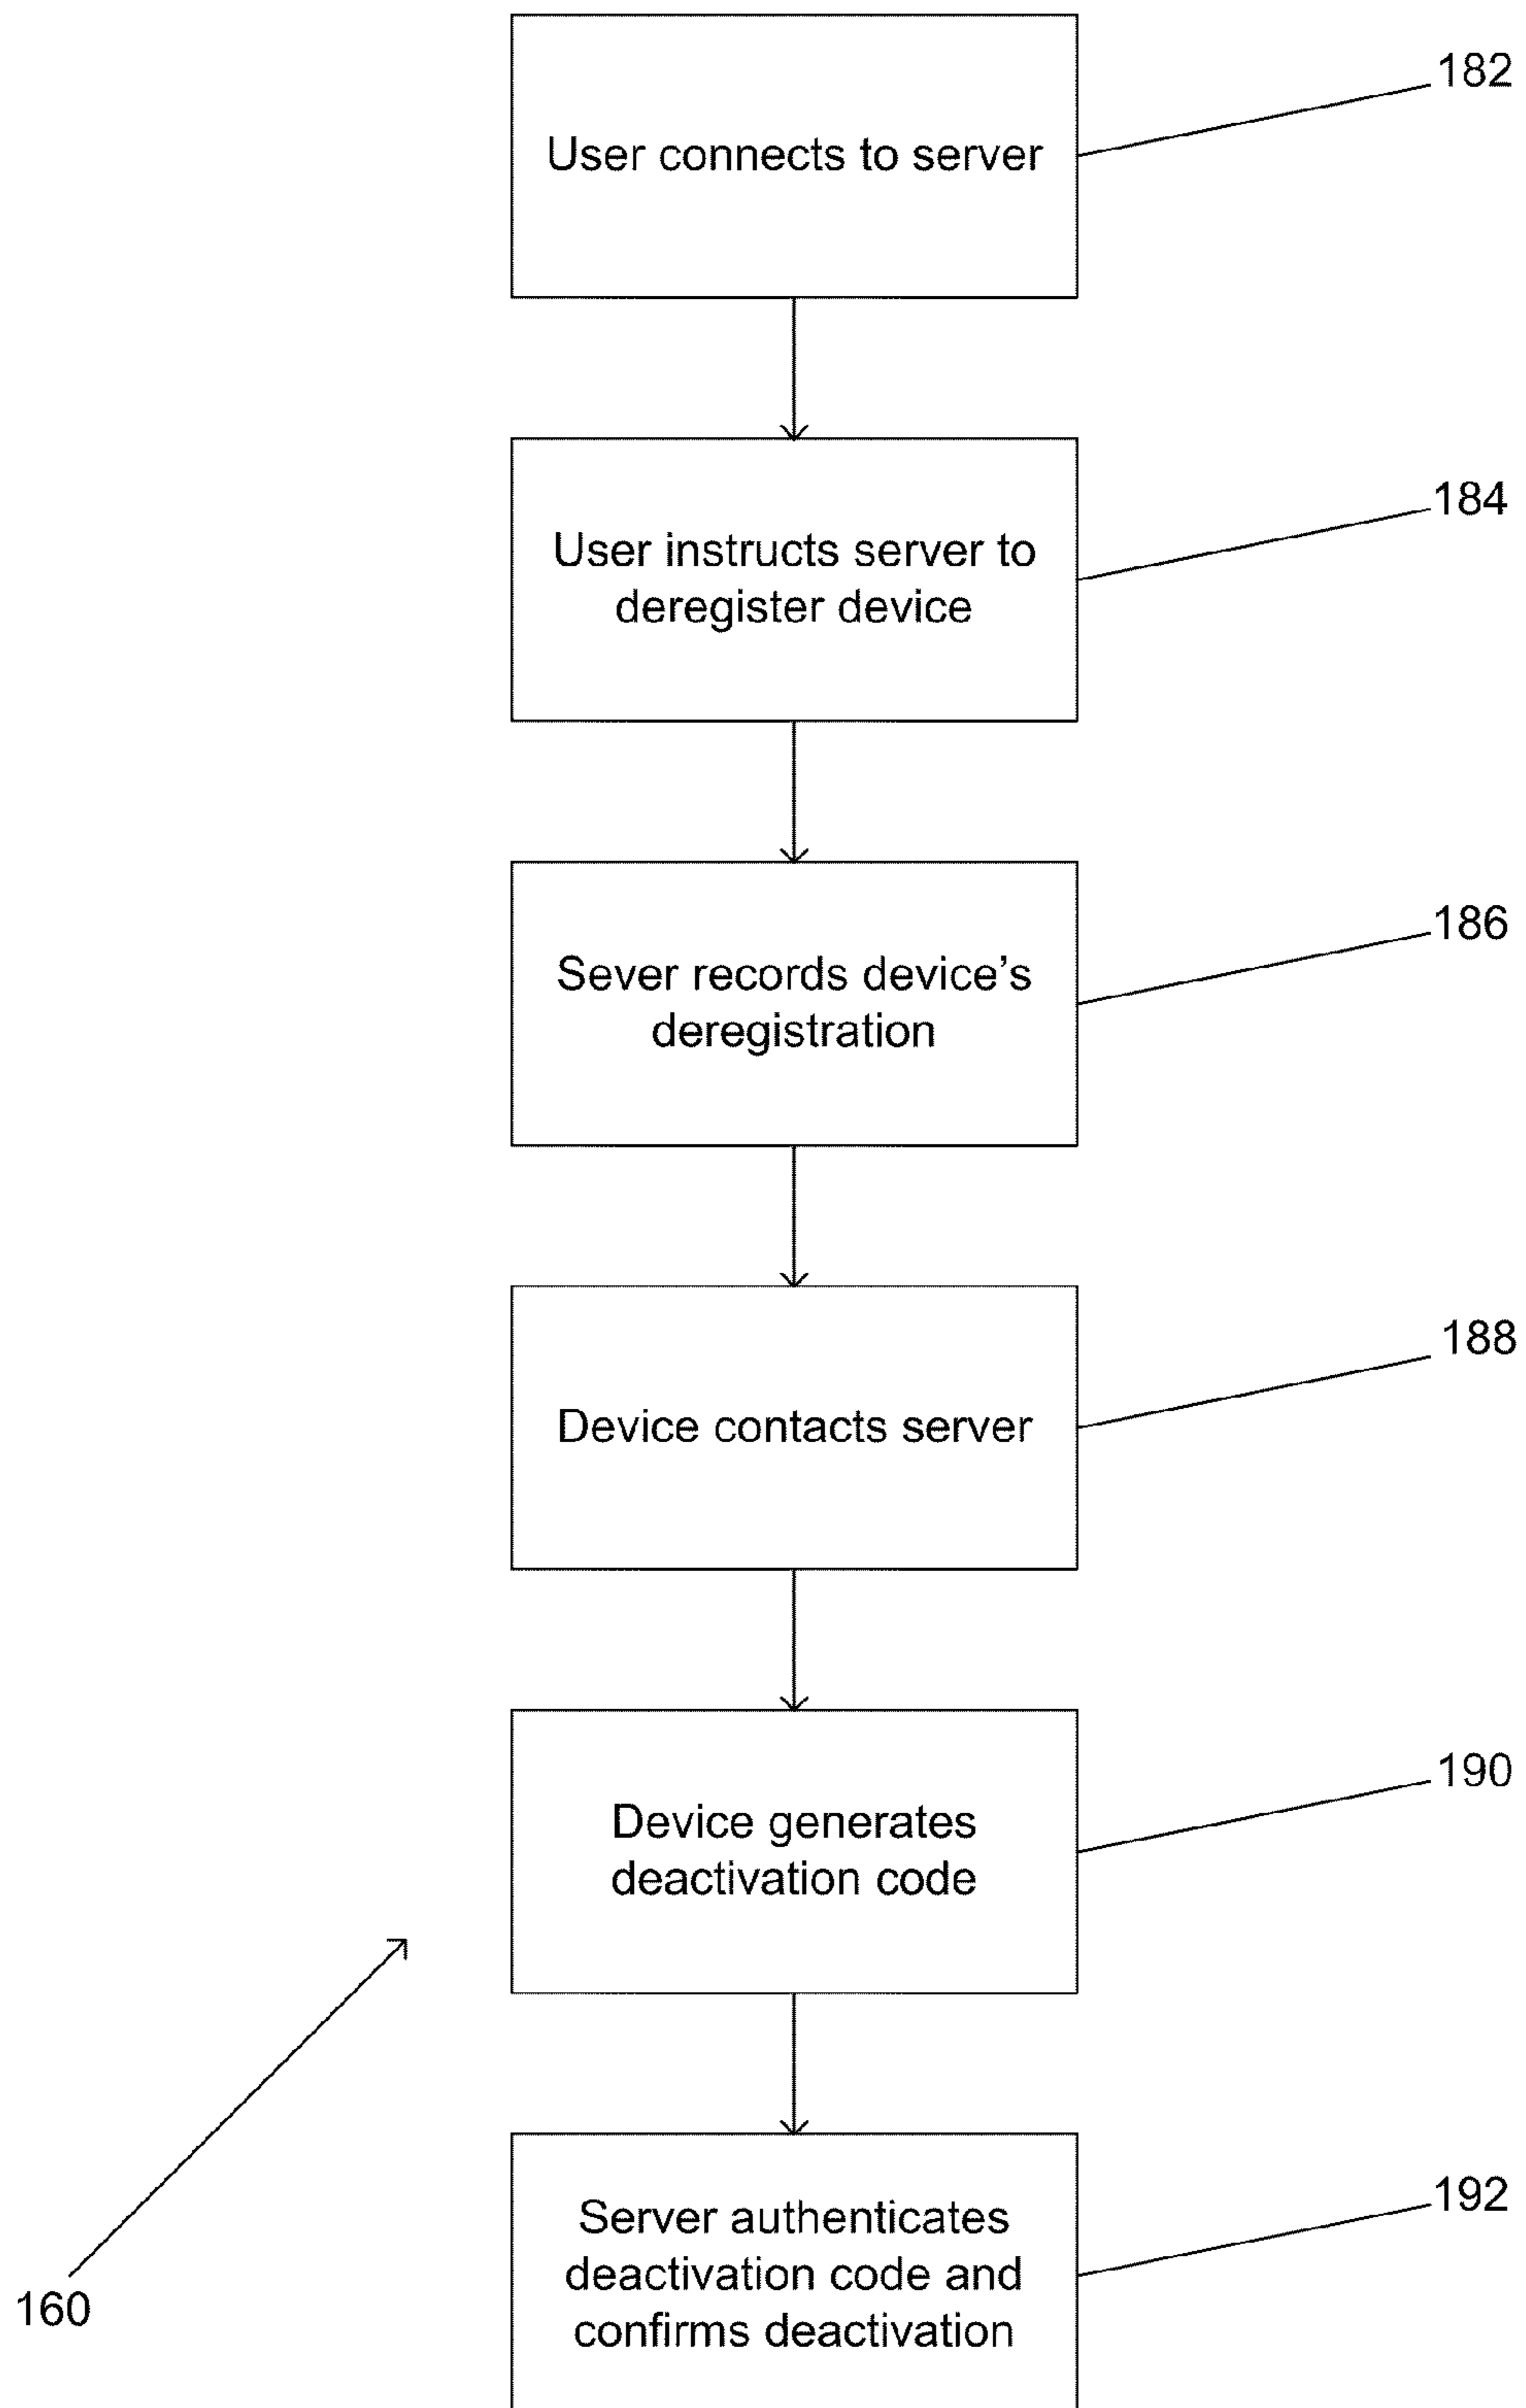 182
User connects to server
184
User instructs server to
deregister device
186
Sever records device’s
deregistration
188
Device contacts server
190
Device generates
deactivation code
192
Server authenticates
deactivation code and
confirms deactivation
160